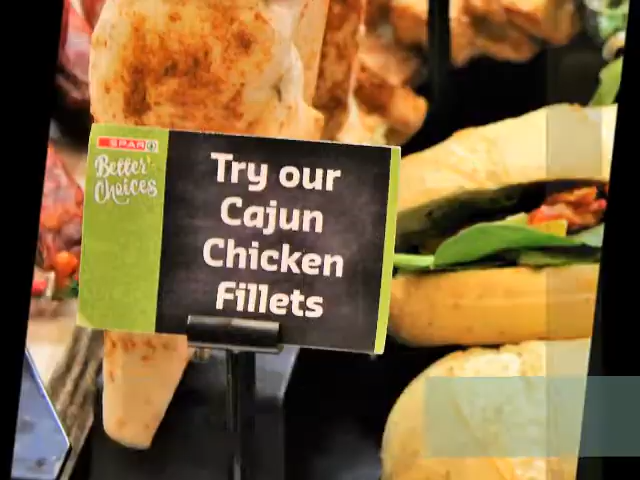 SPAR
Better
Choices
Try our
Cajun
Chicken
Fillets